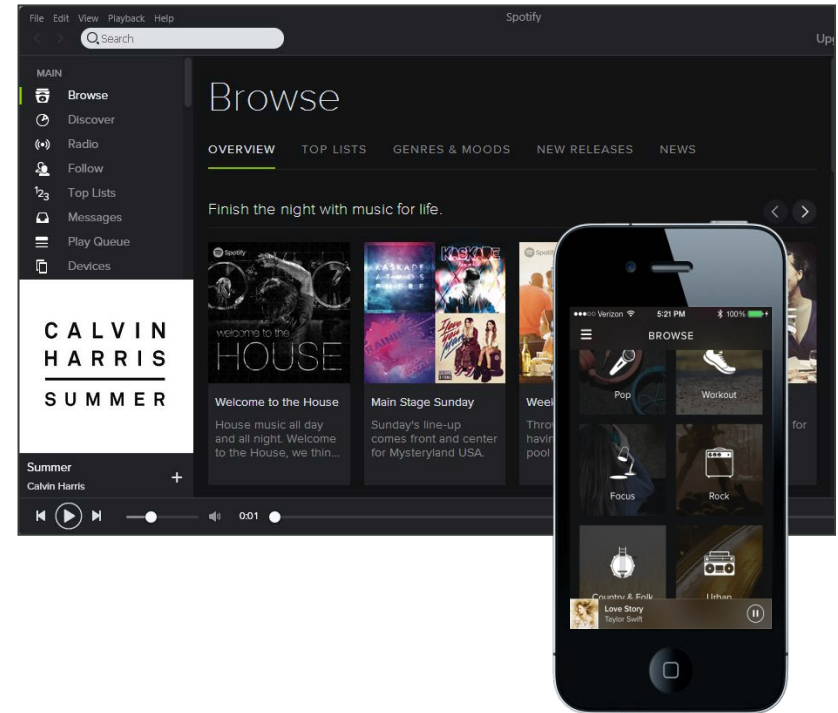 File Edit View Playback Help
Spotify
Search
MAIN
Browse
Discover
Radio
Follow
Top Lists
Messages
Play Queue
Devices
Browse
OVERVIEW TOP LISTS GENRES & MOODS NEW RELEASES NEWS
Finish the night with music for life.
Spotify
welcome to the
HOUSE
Welcome to the House
House music all day
and all night. Welcome
to the House, we thin...
KASKADE
ATMOSPHERE
KASKADE
Main Stage Sunday
Sunday's line-up
comes front and center
for Mysteryland USA.
pool
for
CALVIN
HARRIS
SUMMER
Summer
Calvin Harris
+
0:01
Verizon 5:21 PM 100%
BROWSE
Pop Workout
Focus Rock
Country & Folk Urban
Love Story
Taylor Swift